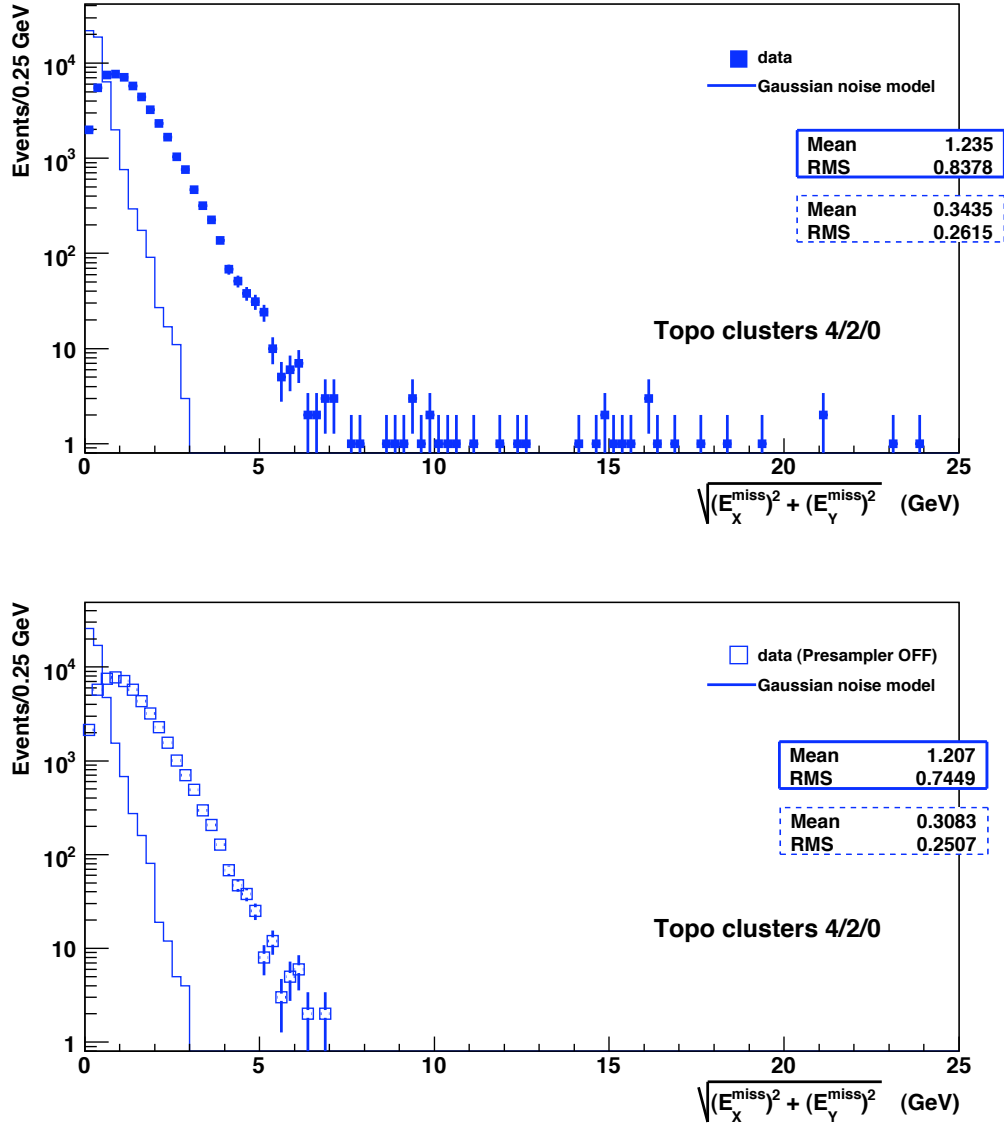 Events/0.25 GeV
10⁴
10³
10²
10
1
data
Gaussian noise model
Mean 1.235
RMS 0.8378
Mean 0.3435
RMS 0.2615
Topo clusters 4/2/0
0 5 10 15 20 25
√(E_X^miss)² + (E_Y^miss)² (GeV)
Events/0.25 GeV
10⁴
10³
10²
10
1
data (Presampler OFF)
Gaussian noise model
Mean 1.207
RMS 0.7449
Mean 0.3083
RMS 0.2507
Topo clusters 4/2/0
0 5 10 15 20 25
√(E_X^miss)² + (E_Y^miss)² (GeV)